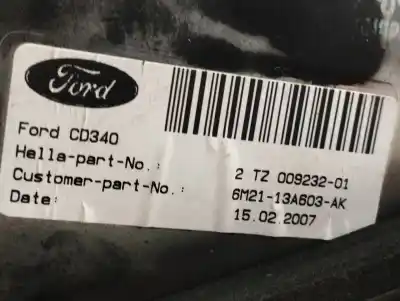 Ford
Ford CD340
Hella-part-No.: 2 TZ 009232-01
Customer-part-No.: 6M21-13A603-AK
Date: 15.02.2007